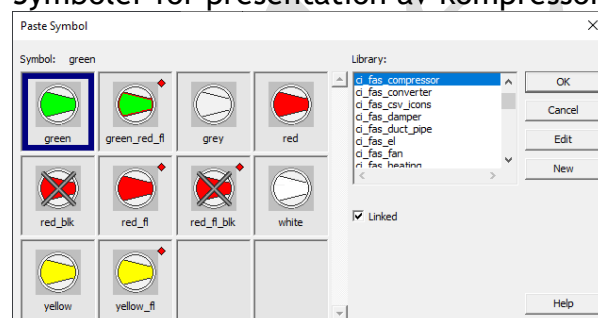 Symboler för presentation av kompressor
Paste Symbol
Symbol: green
Library:
green
green_red_fl
grey
red
red_blk
red_fl
red_fl_blk
white
yellow
yellow_fl
ci_fas_compressor
ci_fas_converter
ci_fas_csv_icons
ci_fas_damper
ci_fas_duct_pipe
ci_fas_el
ci_fas_fan
ci_fas_heating
Linked
OK
Cancel
Edit
New
Help